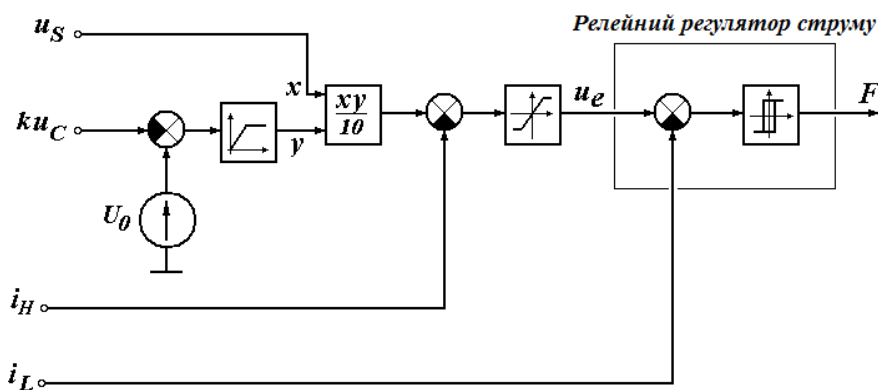 Релейний регулятор струму
u_S
x
xy
10
u_e
F
ku_C
y
U_0
i_H
i_L